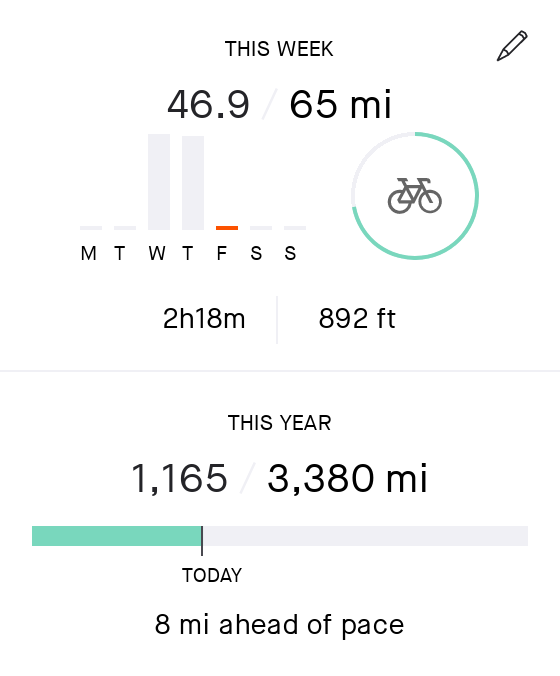 THIS WEEK
46.9 / 65 mi
M T W T F S S
2h18m 892 ft
THIS YEAR
1,165 / 3,380 mi
TODAY
8 mi ahead of pace